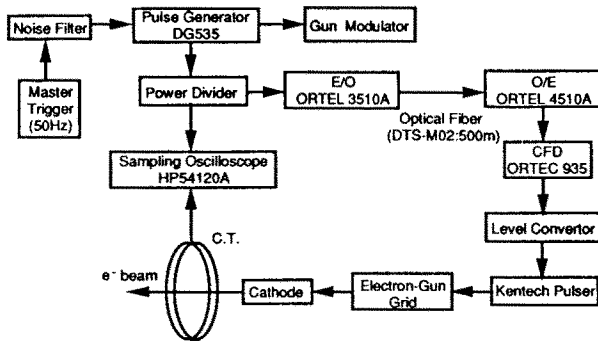 Noise Filter
Pulse Generator
DG535
Gun Modulator
Master
Trigger
(50Hz)
Power Divider
E/O
ORTEL 3510A
O/E
ORTEL 4510A
Optical Fiber
(DTS-M02:500m)
Sampling Oscilloscope
HP54120A
CFD
ORTEC 935
Level Convertor
C.T.
e- beam
Cathode
Electron-Gun
Grid
Kentech Pulser